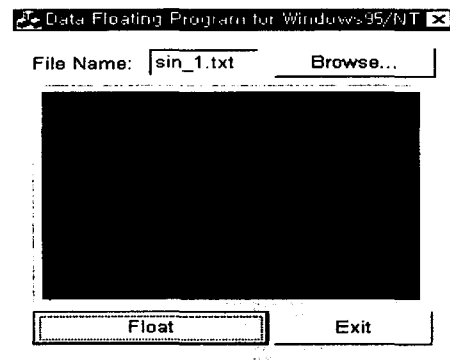 Data Floating Program for Windows95/NT
File Name: sin_1.txt Browse...
Float Exit